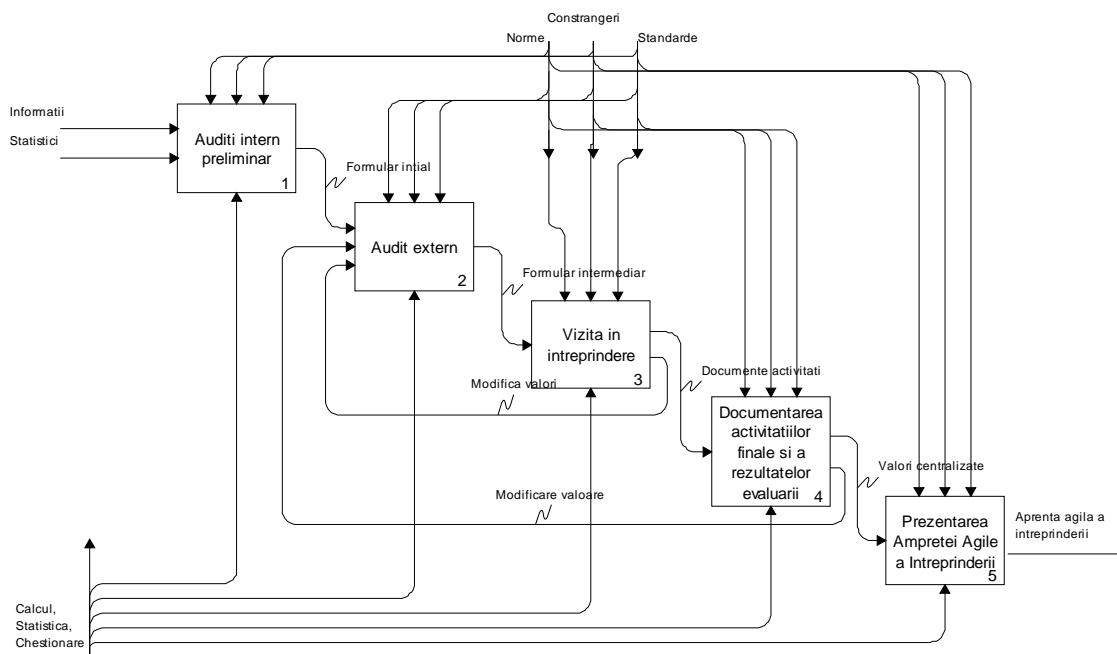 Constrangeri
Norme
Standarde
Informatii
Statistici
Auditi intern
preliminar
1
Formular intial
Audit extern
2
Formular intermediar
Vizita in
intreprindere
3
Modifica valori
Documente activitati
Documentarea
activitatiilor
finale si a
rezultatelor
evaluarii
4
Modificare valoare
Valori centralizate
Prezentarea
Ampretei Agile
a Intreprinderii
5
Aprenta agila a
intreprinderii
Calcul,
Statistica,
Chestionare